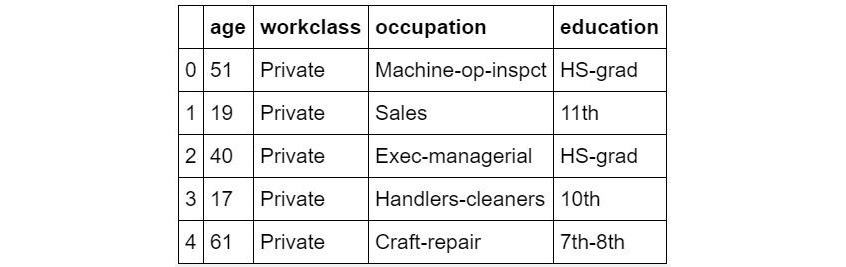 age workclass occupation education
0 51 Private Machine-op-inspct HS-grad
1 19 Private Sales 11th
2 40 Private Exec-managerial HS-grad
3 17 Private Handlers-cleaners 10th
4 61 Private Craft-repair 7th-8th